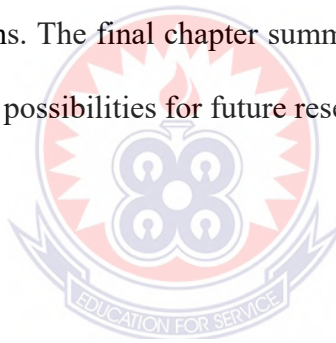 ns. The final chapter summ
possibilities for future rese
EDUCATION FOR SERVICE